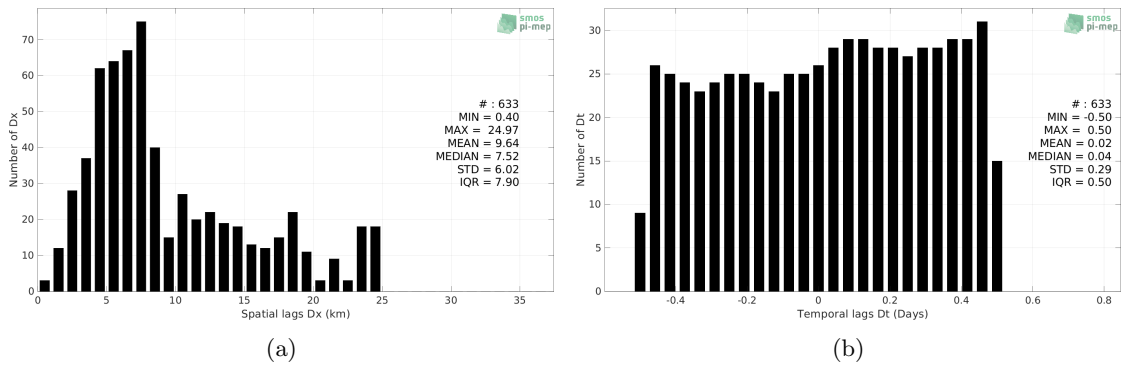 smos
pi-mep
70
60
50
40
30
20
10
0
Number of Dx
# : 633
MIN = 0.40
MAX = 24.97
MEAN = 9.64
MEDIAN = 7.52
STD = 6.02
IQR = 7.90
0 5 10 15 20 25 30 35
Spatial lags Dx (km)
(a)
smos
pi-mep
30
25
20
15
10
5
0
Number of Dt
# : 633
MIN = -0.50
MAX = 0.50
MEAN = 0.02
MEDIAN = 0.04
STD = 0.29
IQR = 0.50
-0.4 -0.2 0 0.2 0.4 0.6 0.8
Temporal lags Dt (Days)
(b)